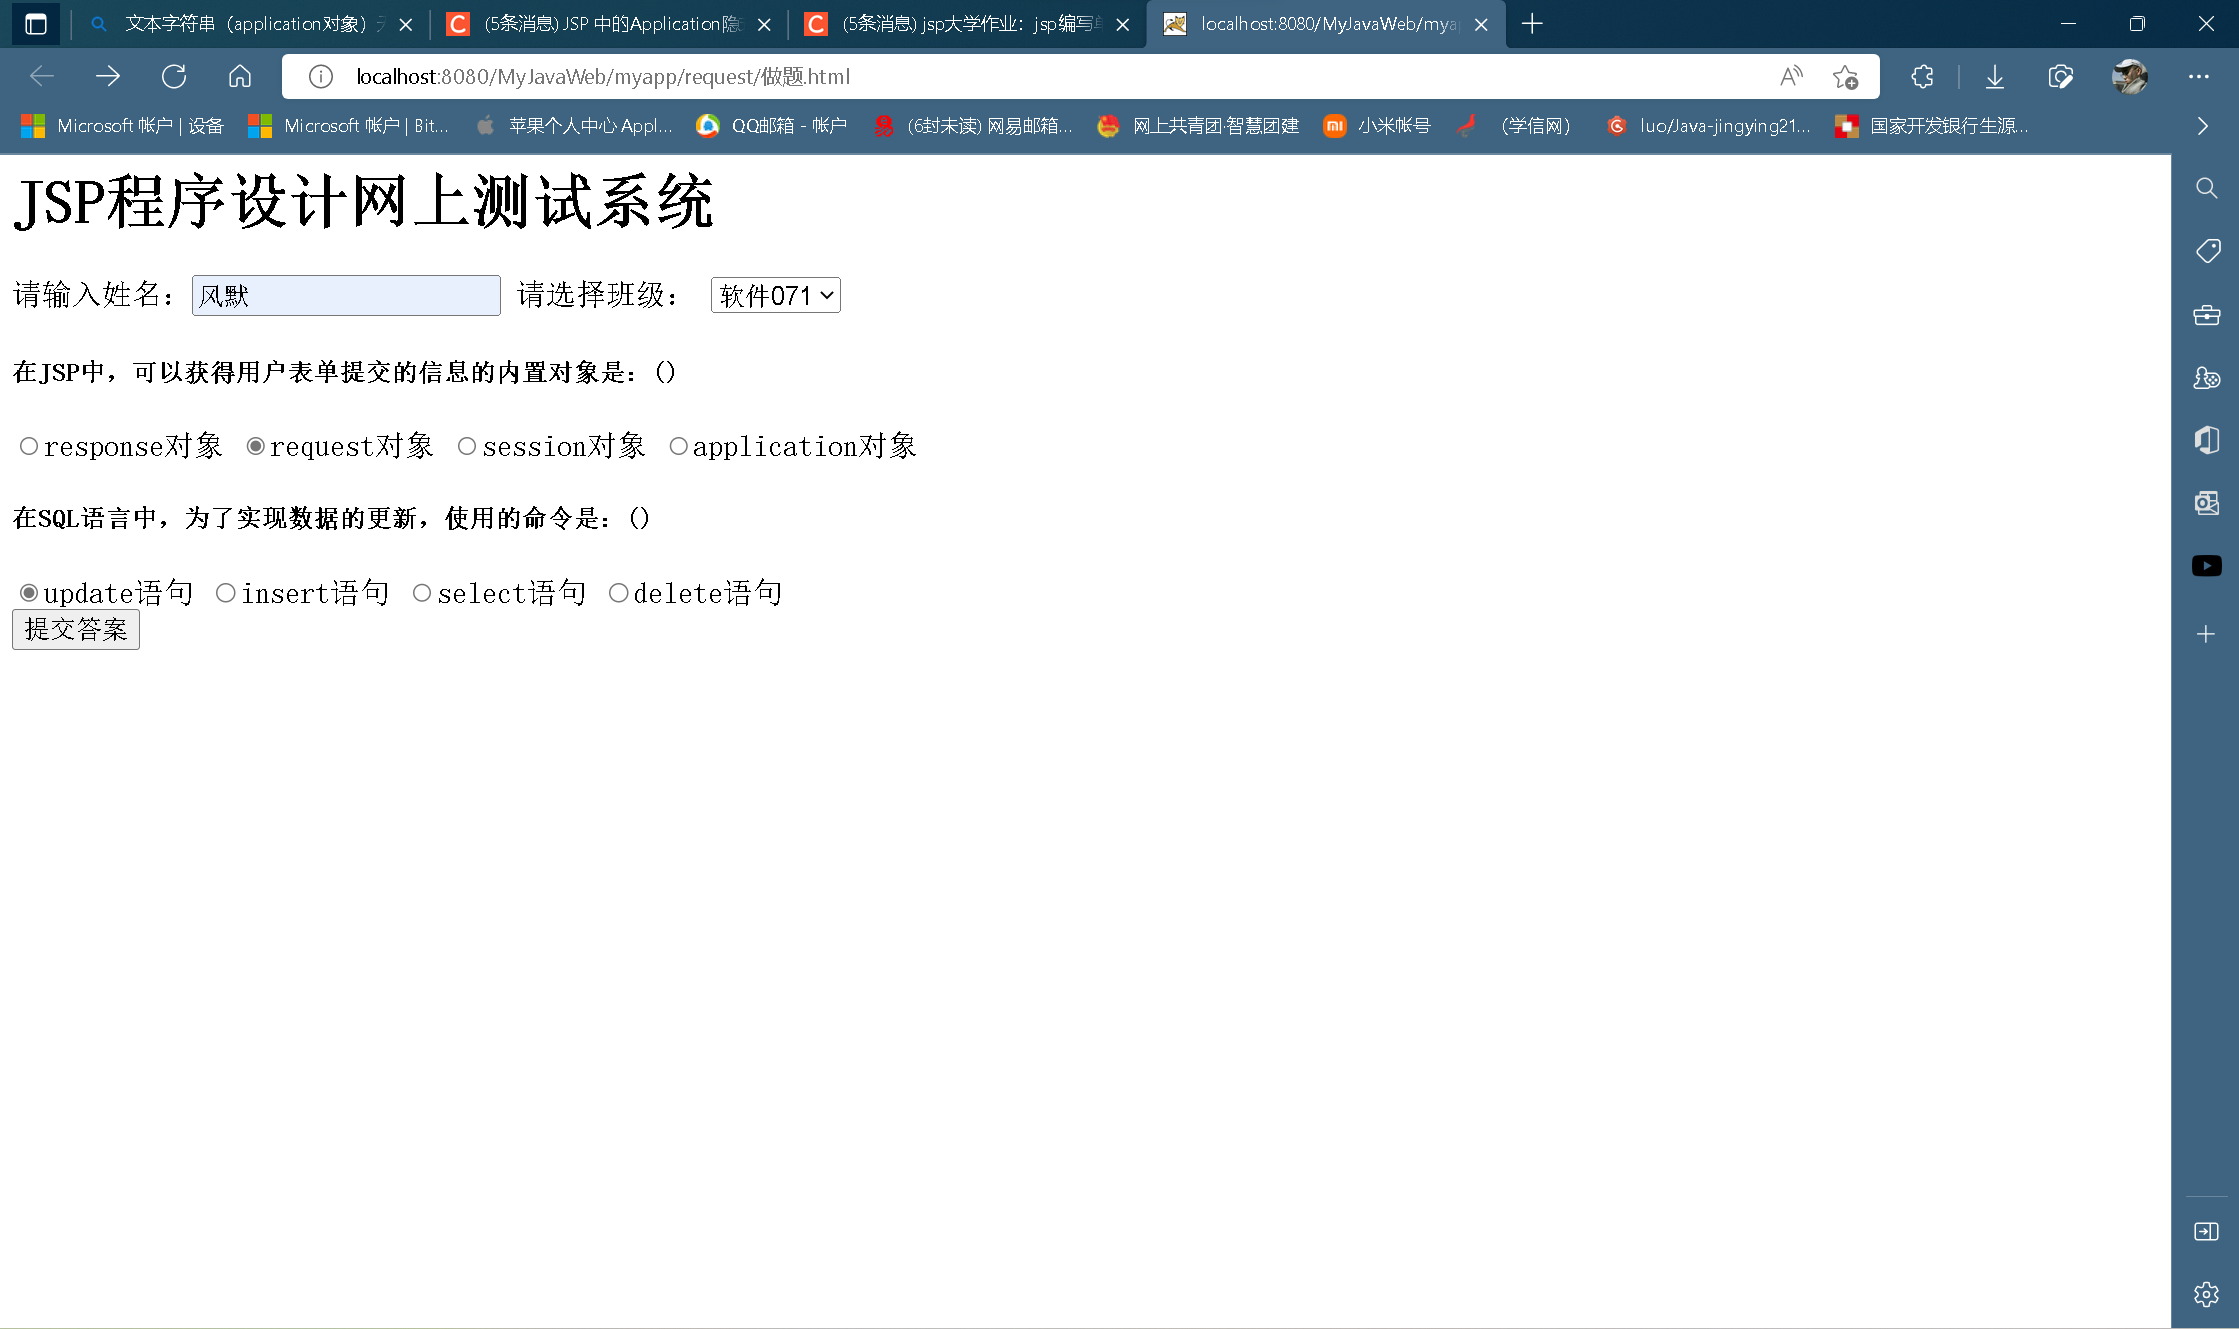 文本字符串（application对象）
(5条消息) JSP 中的Application隐
(5条消息) jsp大学作业：jsp编写
localhost:8080/MyJavaWeb/mya
localhost:8080/MyJavaWeb/myapp/request/做题.html
Microsoft 帐户 | 设备
Microsoft 帐户 | Bit...
苹果个人中心 Appl...
QQ邮箱 - 帐户
(6封未读) 网易邮箱...
网上共青团·智慧团建
小米帐号
（学信网）
luo/Java-jingying21...
国家开发银行生源...
JSP程序设计网上测试系统
请输入姓名：风默 请选择班级： 软件071
在JSP中，可以获得用户表单提交的信息的内置对象是：()
response对象 request对象 session对象 application对象
在SQL语言中，为了实现数据的更新，使用的命令是：()
update语句 insert语句 select语句 delete语句
提交答案